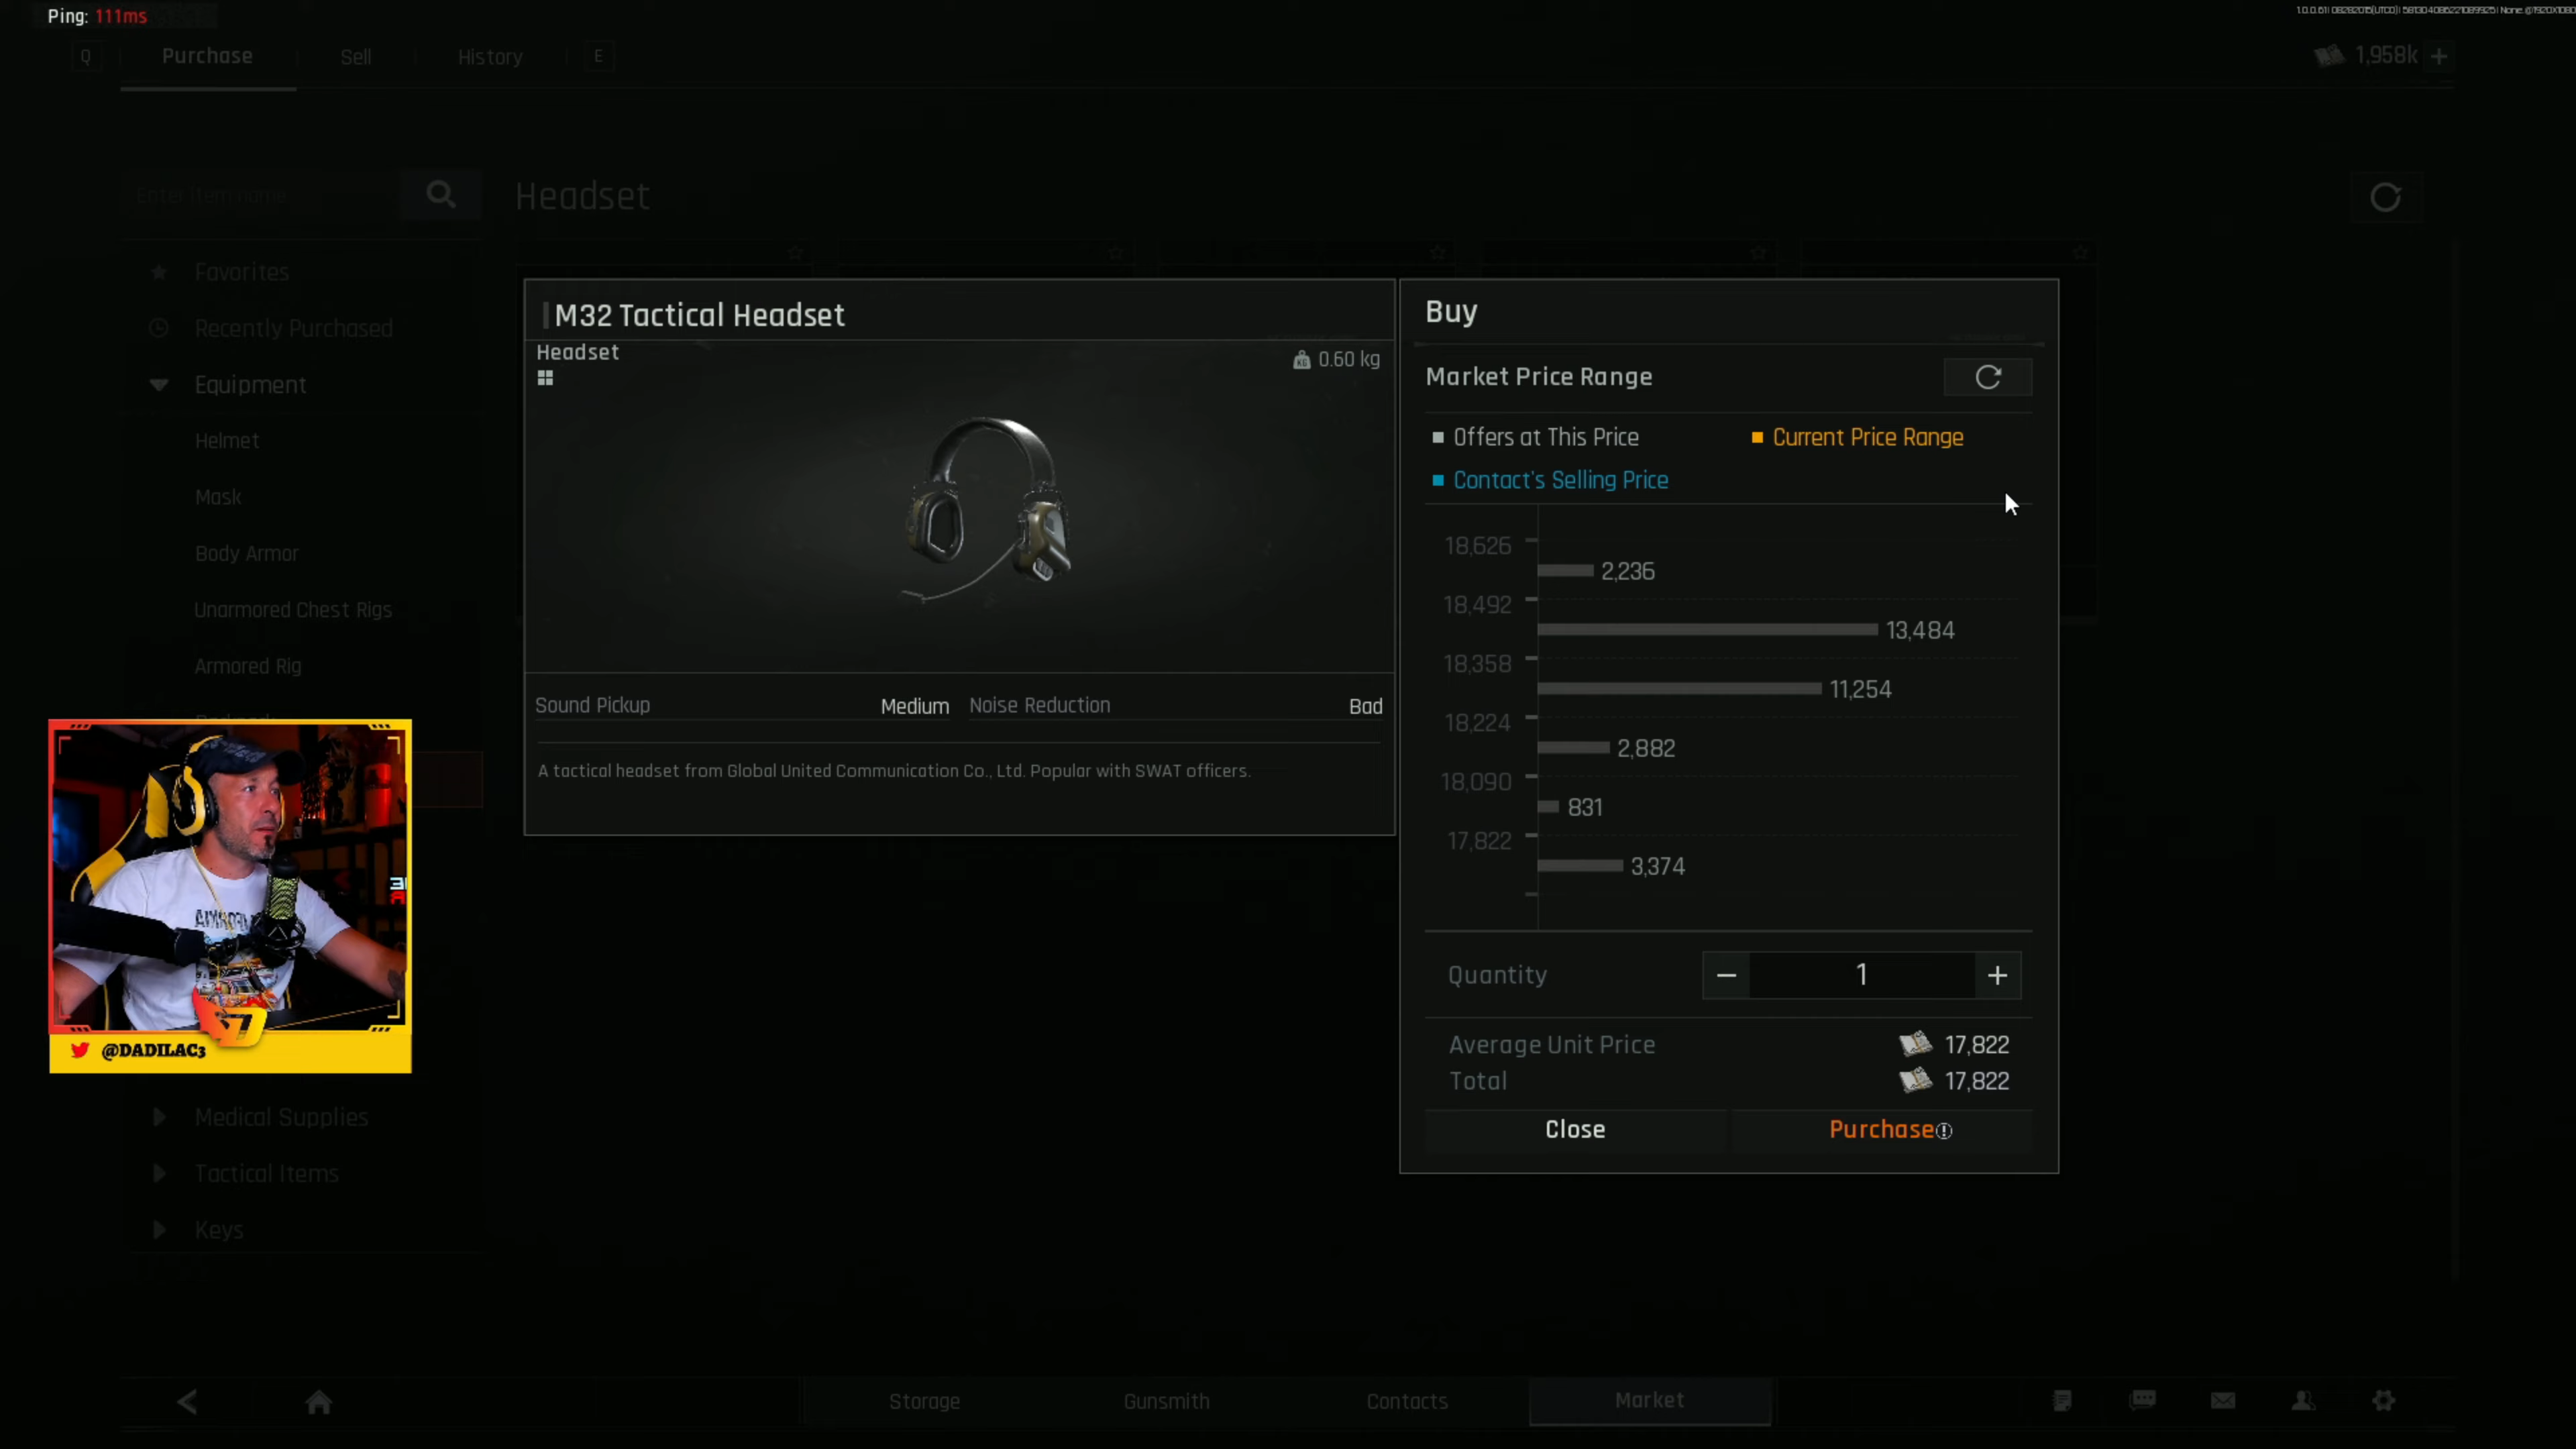 Ping: 111ms
Q Purchase Sell History E
1,958k +
Enter item name
Headset
Favorites
Recently Purchased
Equipment
Helmet
Mask
Body Armor
Unarmored Chest Rigs
Armored Rig
M32 Tactical Headset
Headset
0.60 kg
Sound Pickup Medium Noise Reduction Bad
A tactical headset from Global United Communication Co., Ltd. Popular with SWAT officers.
Buy
Market Price Range
Offers at This Price Current Price Range
Contact's Selling Price
18,626
2,236
18,492
13,484
18,358
11,254
18,224
2,882
18,090
831
17,822
3,374
Quantity − 1 +
Average Unit Price 17,822
Total 17,822
Close Purchase
@DADILAC3
Medical Supplies
Tactical Items
Keys
Storage Gunsmith Contacts Market